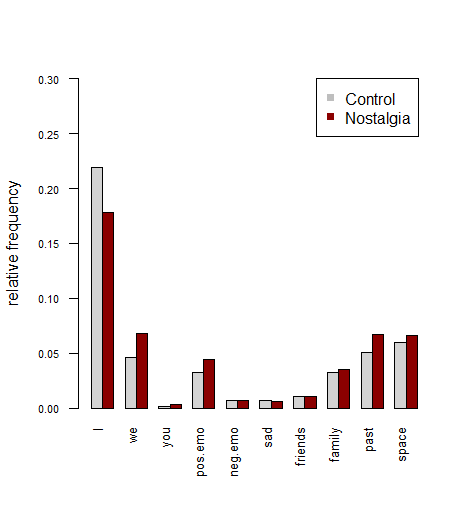 0.30
0.25
0.20
0.15
0.10
0.05
0.00
relative frequency
Control
Nostalgia
I
we
you
pos.emo
neg.emo
sad
friends
family
past
space